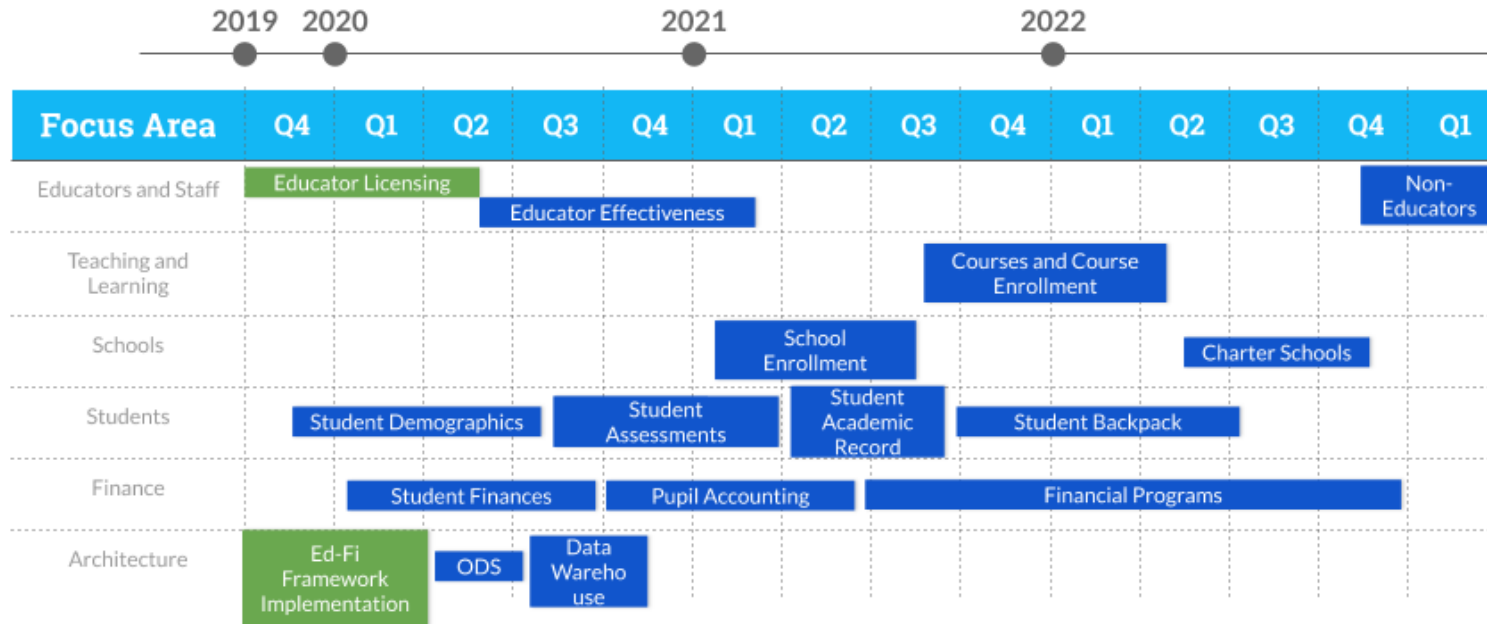 2019 2020 2021 2022
Focus Area Q4 Q1 Q2 Q3 Q4 Q1 Q2 Q3 Q4 Q1 Q2 Q3 Q4 Q1
Educators and Staff
Educator Licensing
Educator Effectiveness
Non-
Educators
Teaching and
Learning
Courses and Course
Enrollment
Schools
School
Enrollment
Charter Schools
Students
Student Demographics
Student
Assessments
Student
Academic
Record
Student Backpack
Finance
Student Finances
Pupil Accounting
Financial Programs
Architecture
Ed-Fi
Framework
Implementation
ODS
Data
Wareho
use